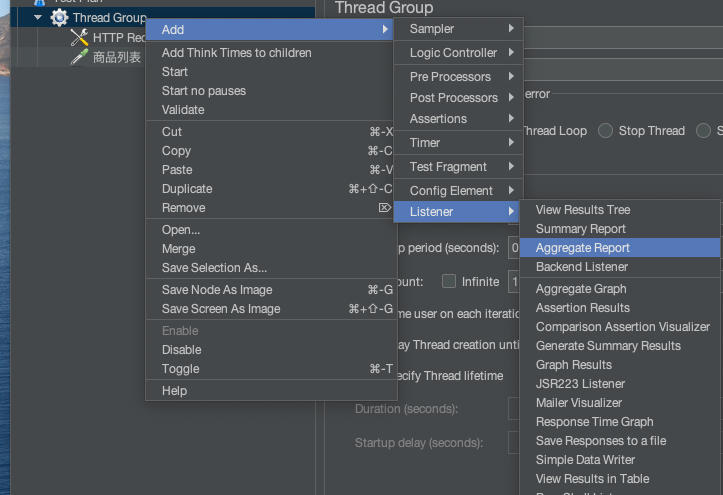 Thread Group
HTTP Req
商品列表
Add
Add Think Times to children
Start
Start no pauses
Validate
Cut ⌘-X
Copy ⌘-C
Paste ⌘-V
Duplicate ⌘+⇧-C
Remove ⌦
Open...
Merge
Save Selection As...
Save Node As Image ⌘-G
Save Screen As Image ⌘+⇧-G
Enable
Disable
Toggle ⌘-T
Help
Sampler
Logic Controller
Pre Processors
Post Processors
Assertions
Timer
Test Fragment
Config Element
Listener
View Results Tree
Summary Report
Aggregate Report
Backend Listener
Aggregate Graph
Assertion Results
Comparison Assertion Visualizer
Generate Summary Results
Graph Results
JSR223 Listener
Mailer Visualizer
Response Time Graph
Save Responses to a file
Simple Data Writer
View Results in Table
Thread Group
error
Thread Loop Stop Thread S
p period (seconds): 0
ount: Infinite 1
me user on each iteratio
ay Thread creation unti
cify Thread lifetime
Duration (seconds):
Startup delay (seconds):